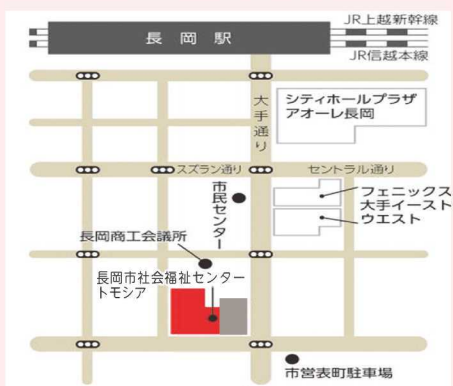 JR上越新幹線
長岡駅
JR信越本線
大手通り
シティホールプラザ
アオーレ長岡
スズラン通り
セントラル通り
市民センター
フェニックス
大手イースト
ウエスト
長岡商工会議所
長岡市社会福祉センター
トモシア
市営表町駐車場